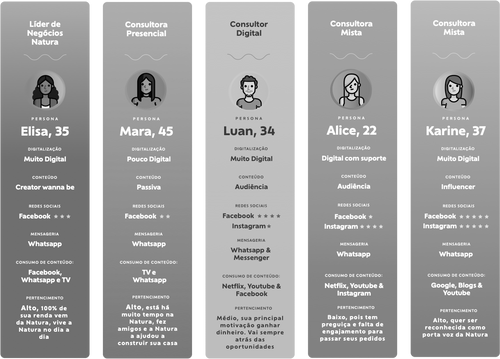 Líder de
Negócios
Natura
PERSONA
Elisa, 35
DIGITALIZAÇÃO
Muito Digital
CONTEÚDO
Creator wanna be
REDES SOCIAIS
Facebook ★ ★ ★
MENSAGERIA
Whatsapp
CONSUMO DE CONTEÚDO:
Facebook,
Whatsapp e TV
PERTENCIMENTO
Alto, 100% de
sua renda vem
da Natura, vive a
Natura no dia a
dia
Consultora
Presencial
PERSONA
Mara, 45
DIGITALIZAÇÃO
Pouco Digital
CONTEÚDO
Passiva
REDES SOCIAIS
Facebook ★ ★
MENSAGERIA
Whatsapp
CONSUMO DE CONTEÚDO:
TV e
Whatsapp
PERTENCIMENTO
Alto, está há
muito tempo na
Natura, fez
amigos e a Natura
a ajudou a
construir sua casa
Consultor
Digital
PERSONA
Luan, 34
DIGITALIZAÇÃO
Muito Digital
CONTEÚDO
Audiência
REDES SOCIAIS
Facebook ★ ★ ★ ★
Instagram ★
MENSAGERIA
Whatsapp &
Messenger
CONSUMO DE CONTEÚDO:
Netflix, Youtube &
Facebook
PERTENCIMENTO
Médio, sua principal
motivação ganhar
dinheiro. Vai sempre
atrás das
oportunidades
Consultora
Mista
PERSONA
Alice, 22
DIGITALIZAÇÃO
Digital com suporte
CONTEÚDO
Audiência
REDES SOCIAIS
Facebook ★
Instagram ★ ★ ★ ★
MENSAGERIA
Whatsapp
CONSUMO DE CONTEÚDO:
Netflix, Youtube &
Instagram
PERTENCIMENTO
Baixo, pois tem
preguiça e falta de
engajamento para
passar seus pedidos
Consultora
Mista
PERSONA
Karine, 37
DIGITALIZAÇÃO
Muito Digital
CONTEÚDO
Influencer
REDES SOCIAIS
Facebook ★ ★ ★ ★ ★
Instagram ★ ★ ★ ★ ★
MENSAGERIA
Whatsapp
CONSUMO DE CONTEÚDO:
Google, Blogs &
Youtube
PERTENCIMENTO
Alto, quer ser
reconhecida como
porta voz da Natura